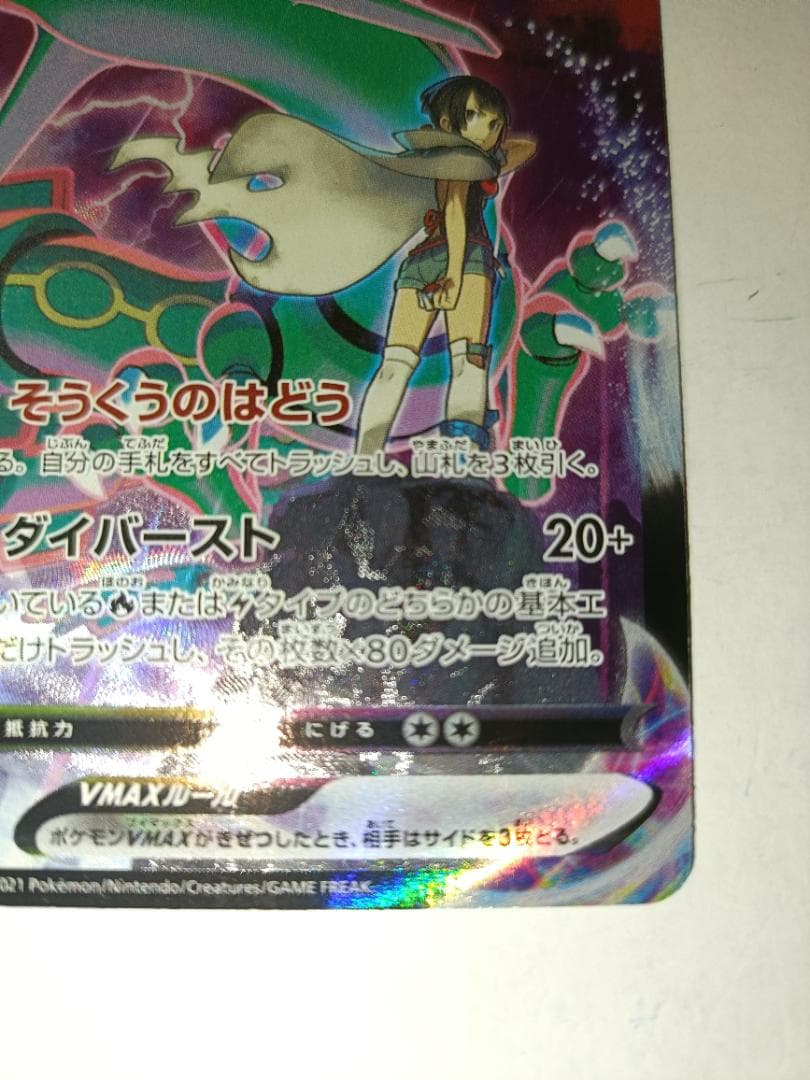 そうくうのはどう
る。自分の手札をすべてトラッシュし、山札を3枚引く。
ダイバースト 20+
いている またはタイプのどちらかの基本エ
だけトラッシュし、その枚数×80ダメージ追加。
抵抗力 にげる
VMAXルール
ポケモンVMAXがきぜつしたとき、相手はサイドを3枚とる。
021 Pokémon/Nintendo/Creatures/GAME FREAK